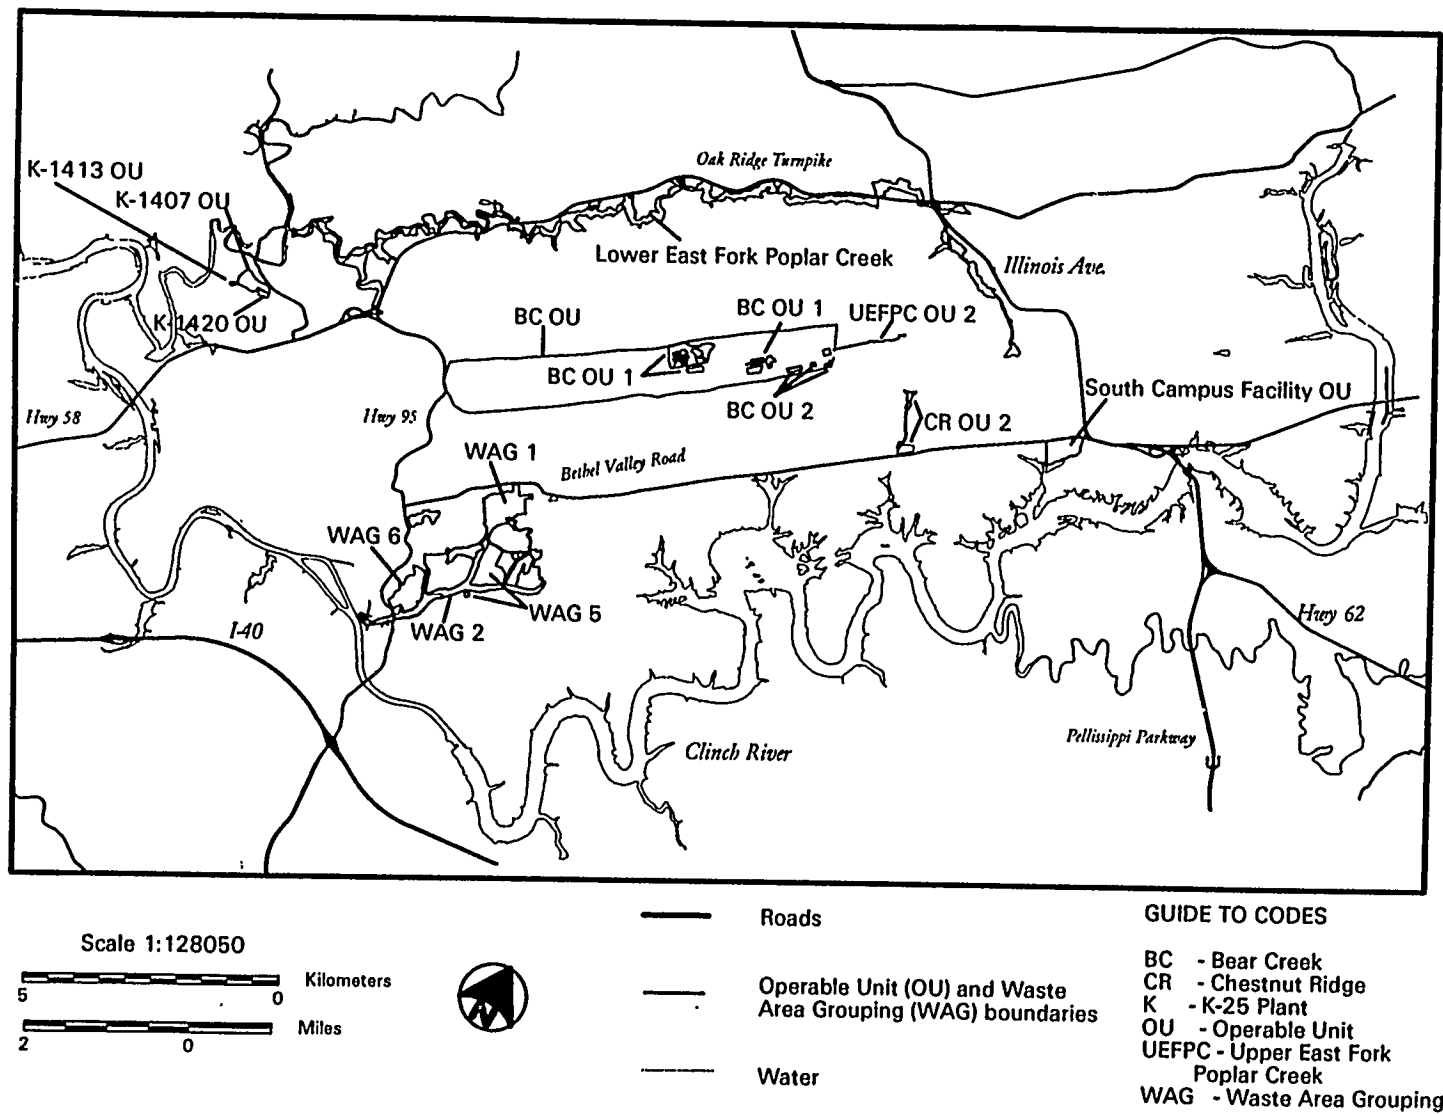 Oak Ridge Turnpike
K-1413 OU
K-1407 OU
Lower East Fork Poplar Creek
Illinois Ave.
K-1420 OU
BC OU
BC OU 1
UEFPC OU 2
BC OU 1
BC OU 2
South Campus Facility OU
Hwy 58
Hwy 95
CR OU 2
WAG 1
Bethel Valley Road
WAG 6
WAG 5
WAG 2
I-40
Hwy 62
Pellissippi Parkway
Clinch River
Scale 1:128050
Kilometers
5 0
Miles
2 0
N
Roads
Operable Unit (OU) and Waste
Area Grouping (WAG) boundaries
Water
GUIDE TO CODES
BC - Bear Creek
CR - Chestnut Ridge
K - K-25 Plant
OU - Operable Unit
UEFPC - Upper East Fork
Poplar Creek
WAG - Waste Area Grouping